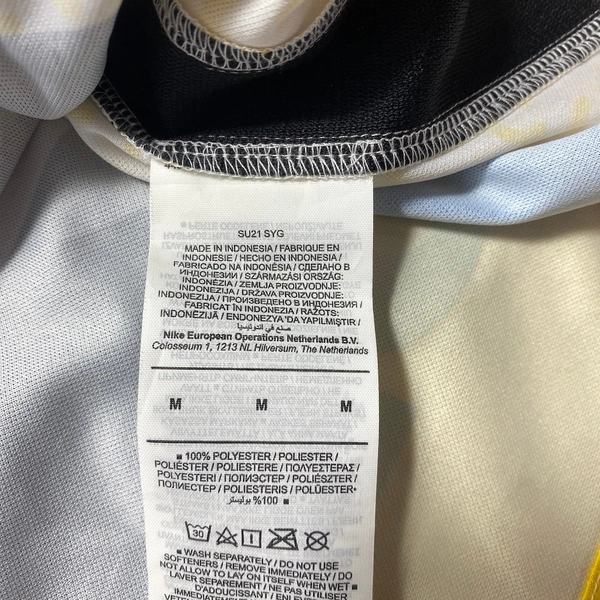 SU21 SYG
MADE IN INDONESIA / FABRIQUE EN
INDONESIE / HECHO EN INDONESIA /
FABRICADO NA INDONÉSIA / СДЕЛАНО В
ИНДОНЕЗИИ / SZÁRMAZÁSI ORSZÁG:
INDONÉZIA / ZEMLJA PROIZVODNJE:
INDONEZIJA / DRŽAVA PROIZVODNJE:
INDONEZIJA / ПРОИЗВЕДЕНО В ИНДОНЕЗИЯ /
FABRICAT ÎN INDONEZIA / RAŽOTS:
INDONĒZIJĀ / ENDONEZYA 'DA YAPILMIŞTIR /
صنع في اندونيسيا
Nike European Operations Netherlands B.V.
Colosseum 1, 1213 NL Hilversum, The Netherlands
M M M
■ 100% POLYESTER / POLIESTER /
POLIÉSTER / POLIESTERE / ΠΟΛΥΕΣΤΕΡΑΣ /
POLYESTERI / ПОЛИЭСТЕР / POLIÉSZTER /
ПОЛИЕСТЕР / POLIESTERIS / POLÜESTER
100% بوليستر ■
30
■ WASH SEPARATELY / DO NOT USE
SOFTENERS / REMOVE IMMEDIATELY / DO
NOT ALLOW TO LAY ON ITSELF WHEN WET ■
LAVER SEPAREMENT / NE PAS UTILISER
D'ADOUCISSANT / ENLEVER
IMMEDIATEMENT